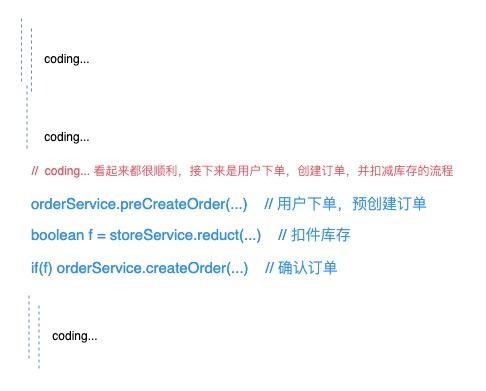 coding...
coding...
// coding... 看起来都很顺利，接下来是用户下单，创建订单，并扣减库存的流程
orderService.preCreateOrder(...) // 用户下单，预创建订单
boolean f = storeService.reduct(...) // 扣件库存
if(f) orderService.createOrder(...) // 确认订单
coding...